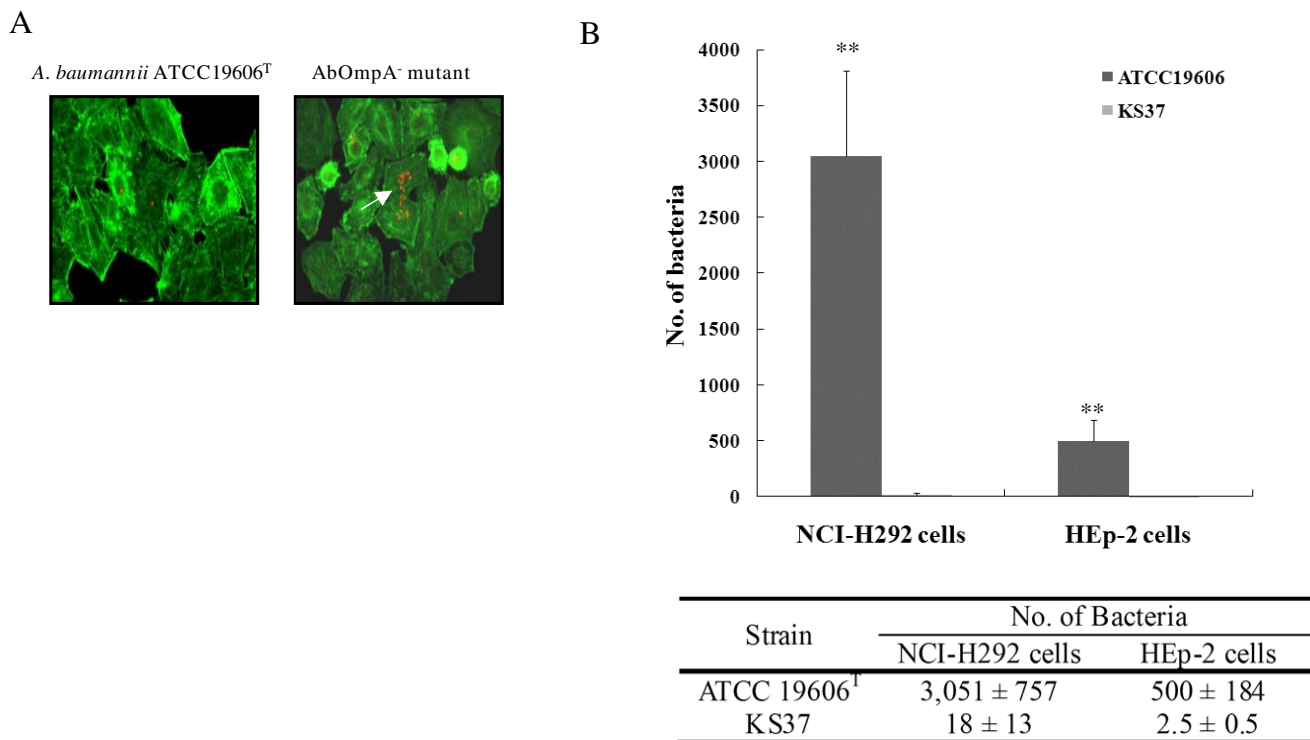 A
A. baumannii ATCC19606ᵀ
AbOmpA⁻ mutant
B
No. of bacteria
4000
3500
3000
2500
2000
1500
1000
500
0
**
**
ATCC19606
KS37
NCI-H292 cells
HEp-2 cells
Strain
No. of Bacteria
NCI-H292 cells HEp-2 cells
ATCC 19606ᵀ 3,051 ± 757 500 ± 184
KS37 18 ± 13 2.5 ± 0.5